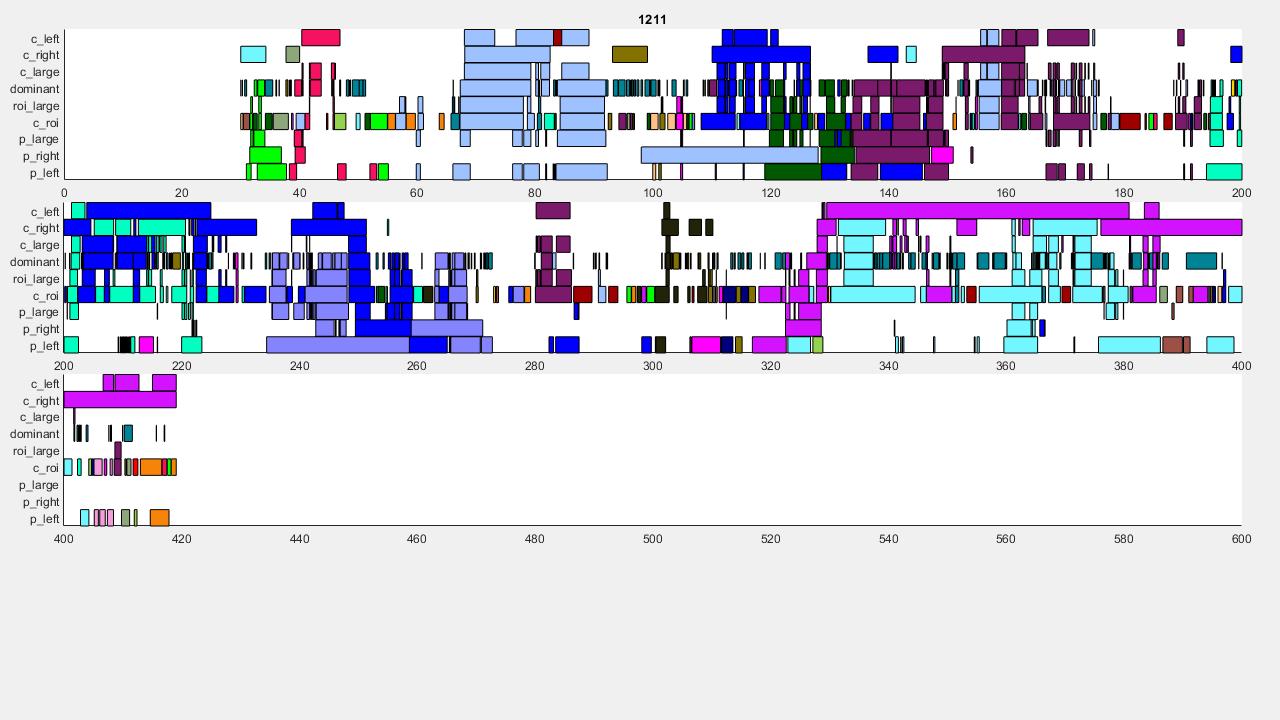 1211
c_left
c_right
c_large
dominant
roi_large
c_roi
p_large
p_right
p_left
0 20 40 60 80 100 120 140 160 180 200
c_left
c_right
c_large
dominant
roi_large
c_roi
p_large
p_right
p_left
200 220 240 260 280 300 320 340 360 380 400
c_left
c_right
c_large
dominant
roi_large
c_roi
p_large
p_right
p_left
400 420 440 460 480 500 520 540 560 580 600